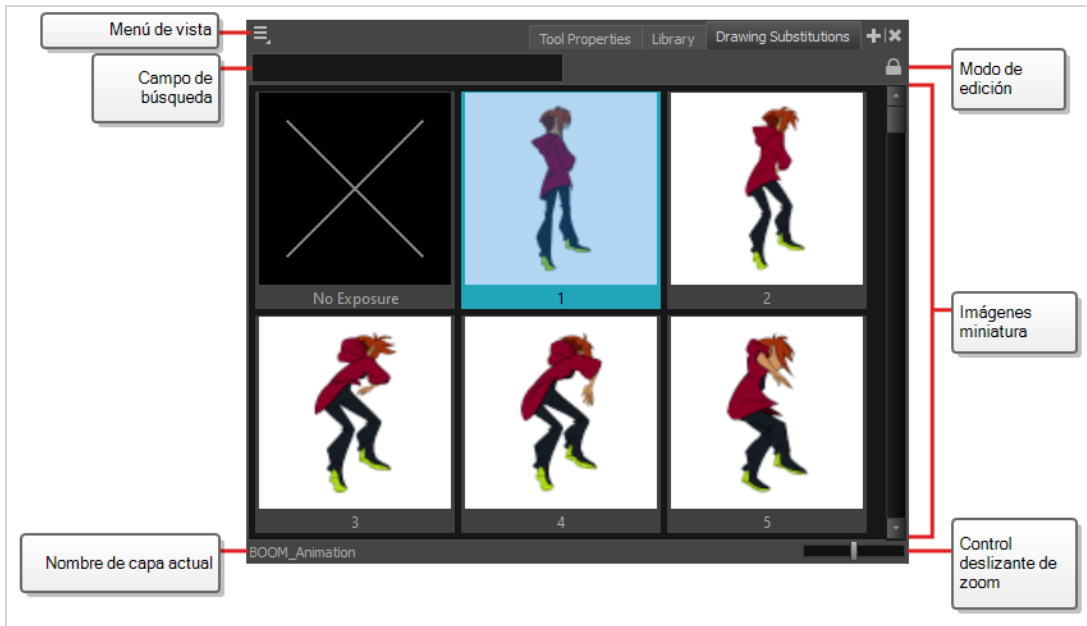 Menú de vista
Tool Properties
Library
Drawing Substitutions
Campo de
búsqueda
Modo de
edición
No Exposure
1
2
Imágenes
miniatura
3
4
5
Nombre de capa actual
BOOM_Animation
Control
deslizante de
zoom